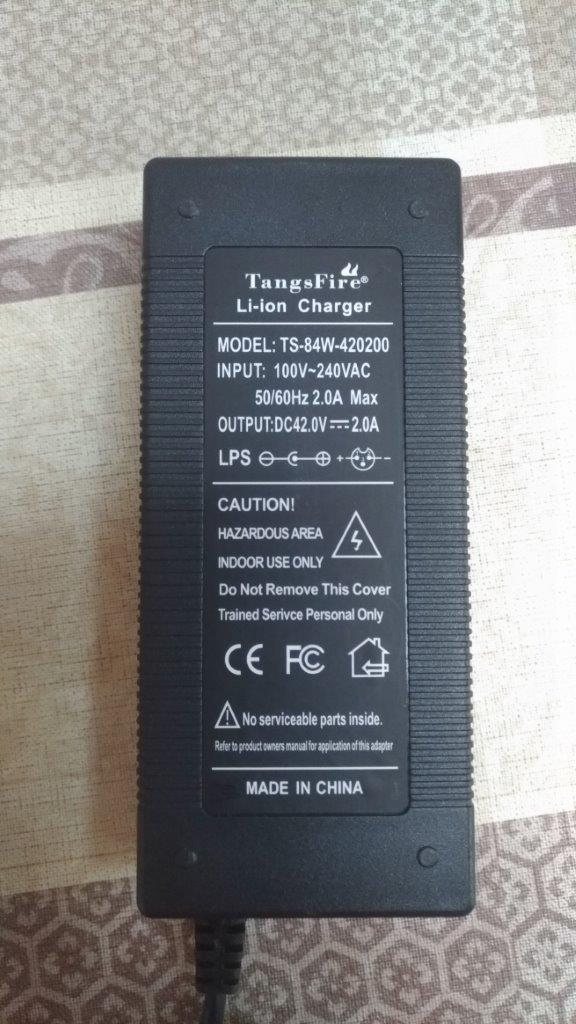 TangsFire®
Li-ion Charger
MODEL: TS-84W-420200
INPUT: 100V~240VAC
50/60Hz 2.0A Max
OUTPUT:DC42.0V⎓2.0A
LPS + -
CAUTION!
HAZARDOUS AREA
INDOOR USE ONLY
Do Not Remove This Cover
Trained Serivce Personal Only
CE FC
No serviceable parts inside.
Refer to product owners manual for application of this adapter
MADE IN CHINA